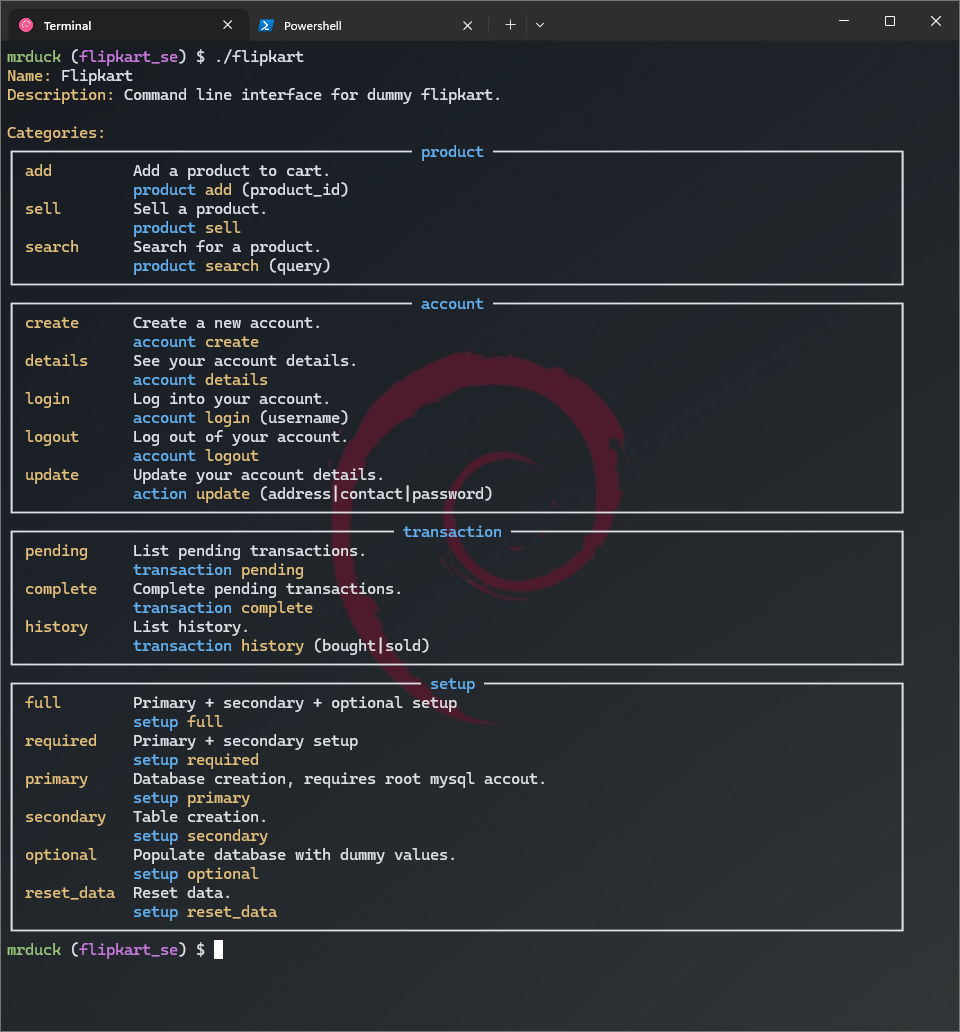 Terminal
Powershell
mrduck (flipkart_se) $ ./flipkart
Name: Flipkart
Description: Command line interface for dummy flipkart.
Categories:
product
add Add a product to cart.
product add (product_id)
sell Sell a product.
product sell
search Search for a product.
product search (query)
account
create Create a new account.
account create
details See your account details.
account details
login Log into your account.
account login (username)
logout Log out of your account.
account logout
update Update your account details.
action update (address|contact|password)
transaction
pending List pending transactions.
transaction pending
complete Complete pending transactions.
transaction complete
history List history.
transaction history (bought|sold)
setup
full Primary + secondary + optional setup
setup full
required Primary + secondary setup
setup required
primary Database creation, requires root mysql accout.
setup primary
secondary Table creation.
setup secondary
optional Populate database with dummy values.
setup optional
reset_data Reset data.
setup reset_data
mrduck (flipkart_se) $